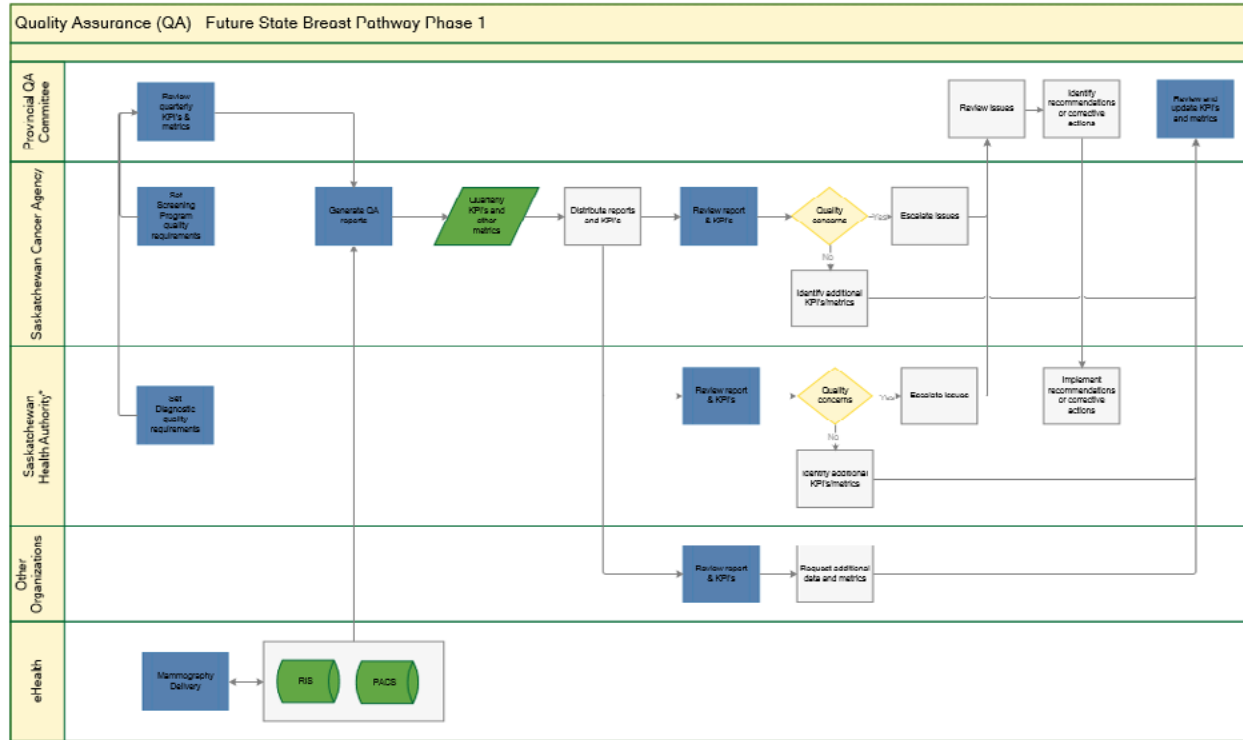 Quality Assurance (QA) Future State Breast Pathway Phase 1
Provincial QA
Committee
Review
quarterly
KPI's &
metrics
Review issues
Identify
recommendations
or corrective
actions
Review and
update KPI's
and metrics
Saskatchewan Cancer Agency
Set
Screening
Program
quality
requirements
Generate QA
reports
Quarterly
KPI's and
other
metrics
Distribute reports
and KPI's
Review report
& KPI's
Quality
concerns
Yes
Escalate issues
No
Identify additional
KPI's/metrics
Saskatchewan
Health Authority*
Set
Diagnostic
quality
requirements
Review report
& KPI's
Quality
concerns
Yes
Escalate issues
Implement
recommendations
or corrective
actions
No
Identify additional
KPI's/metrics
Other
Organizations
Review report
& KPI's
Request additional
data and metrics
eHealth
Mammography
Delivery
RIS
PACS